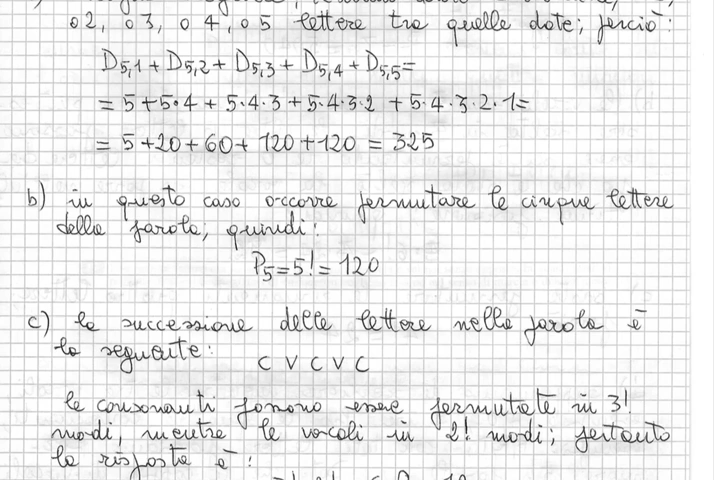 o 2, o 3, o 4, o 5 lettere tra quelle date; perciò:
D5,1 + D5,2 + D5,3 + D5,4 + D5,5 =
= 5 + 5·4 + 5·4·3 + 5·4·3·2 + 5·4·3·2·1 =
= 5 + 20 + 60 + 120 + 120 = 325
b) in questo caso occorre permutare le cinque lettere
della parola, quindi:
P5 = 5! = 120
c) la successione delle lettere nella parola è
la seguente:
C V C V C
le consonanti possono essere permutate in 3!
modi, mentre le vocali in 2! modi; pertanto
la risposta è: